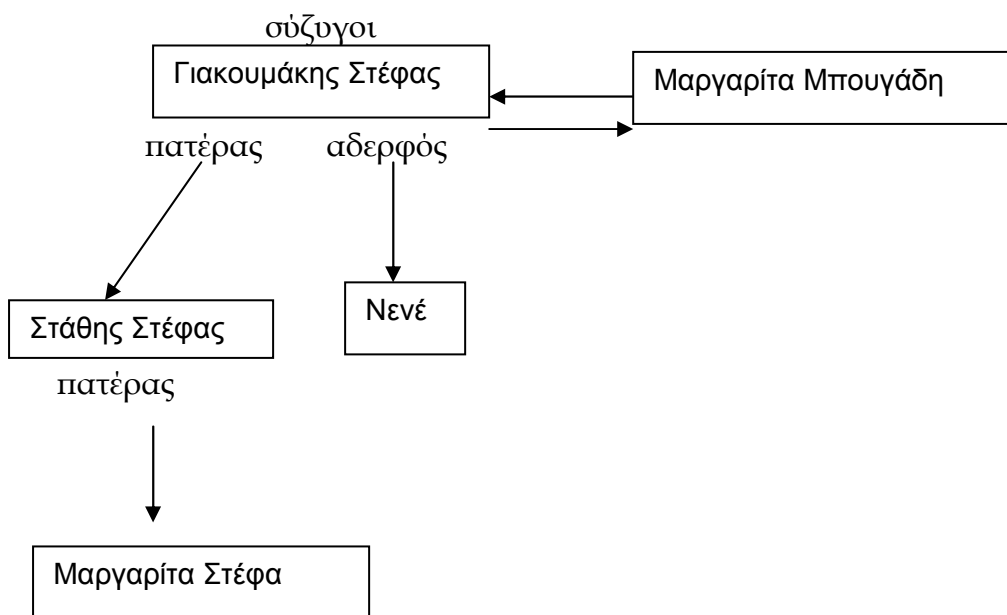 σύζυγοι
Γιακουμάκης Στέφας
Μαργαρίτα Μπουγάδη
πατέρας
αδερφός
Στάθης Στέφας
Νενέ
πατέρας
Μαργαρίτα Στέφα